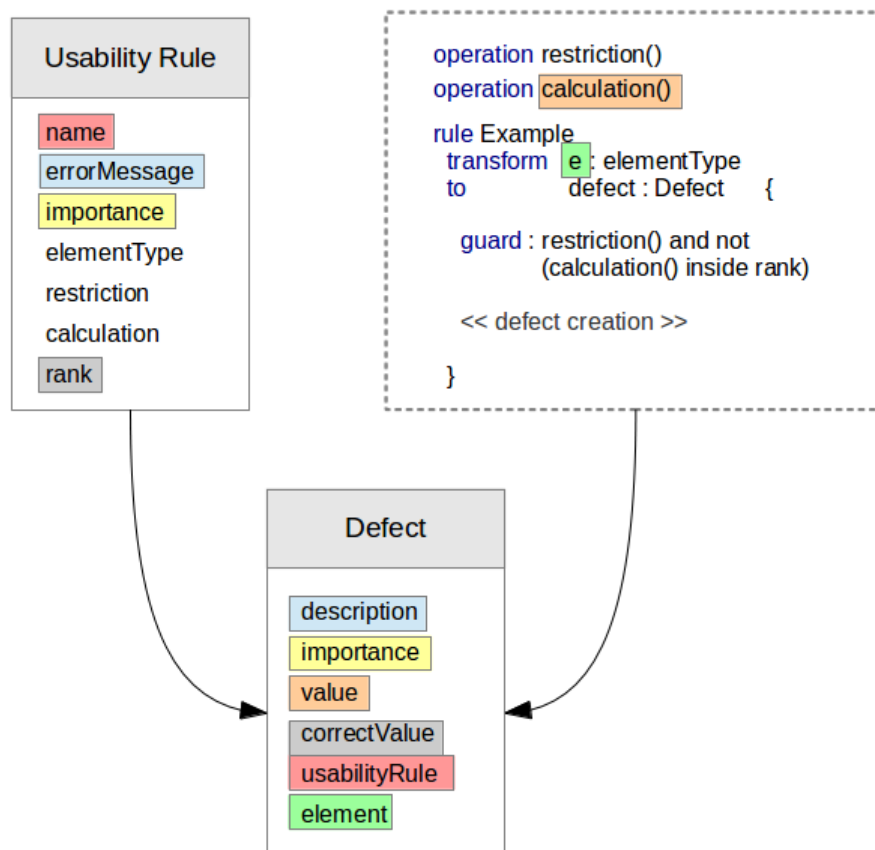 Usability Rule
name
errorMessage
importance
elementType
restriction
calculation
rank
operation restriction()
operation calculation()
rule Example
transform e : elementType
to defect : Defect {
guard : restriction() and not
(calculation() inside rank)
<< defect creation >>
}
Defect
description
importance
value
correctValue
usabilityRule
element